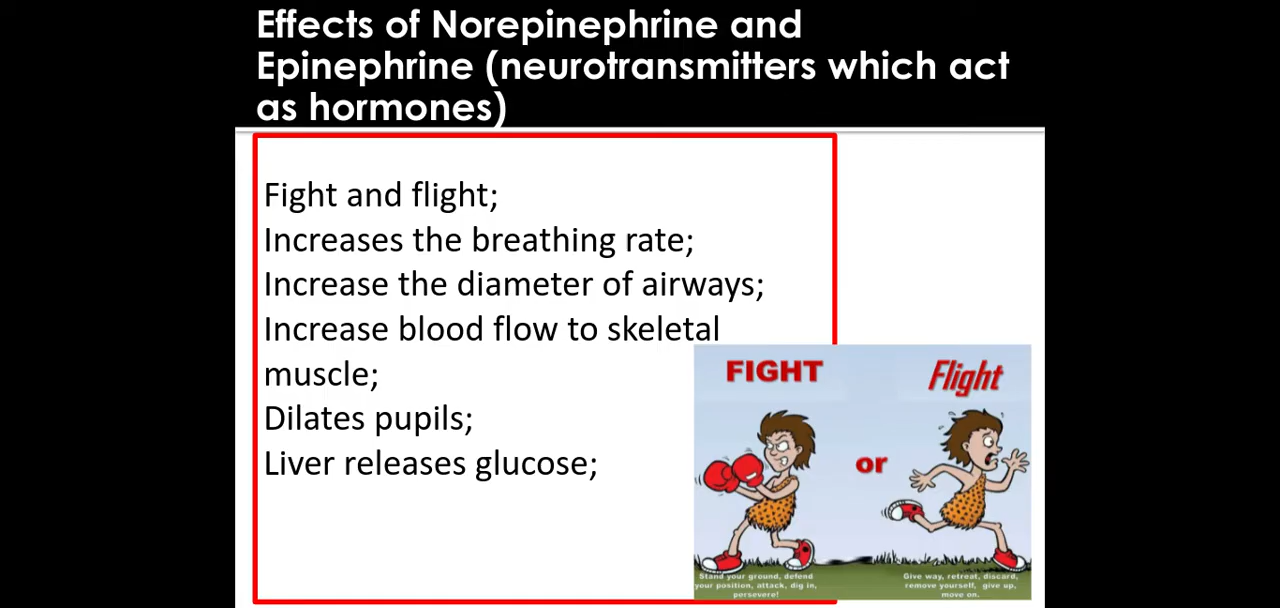 Effects of Norepinephrine and
Epinephrine (neurotransmitters which act
as hormones)
Fight and flight;
Increases the breathing rate;
Increase the diameter of airways;
Increase blood flow to skeletal
muscle;
Dilates pupils;
Liver releases glucose;
FIGHT
Flight
or
Stand your ground, defend
your position, attack, dig in,
persevere!
Give way, retreat, discard,
remove yourself, give up,
move on.